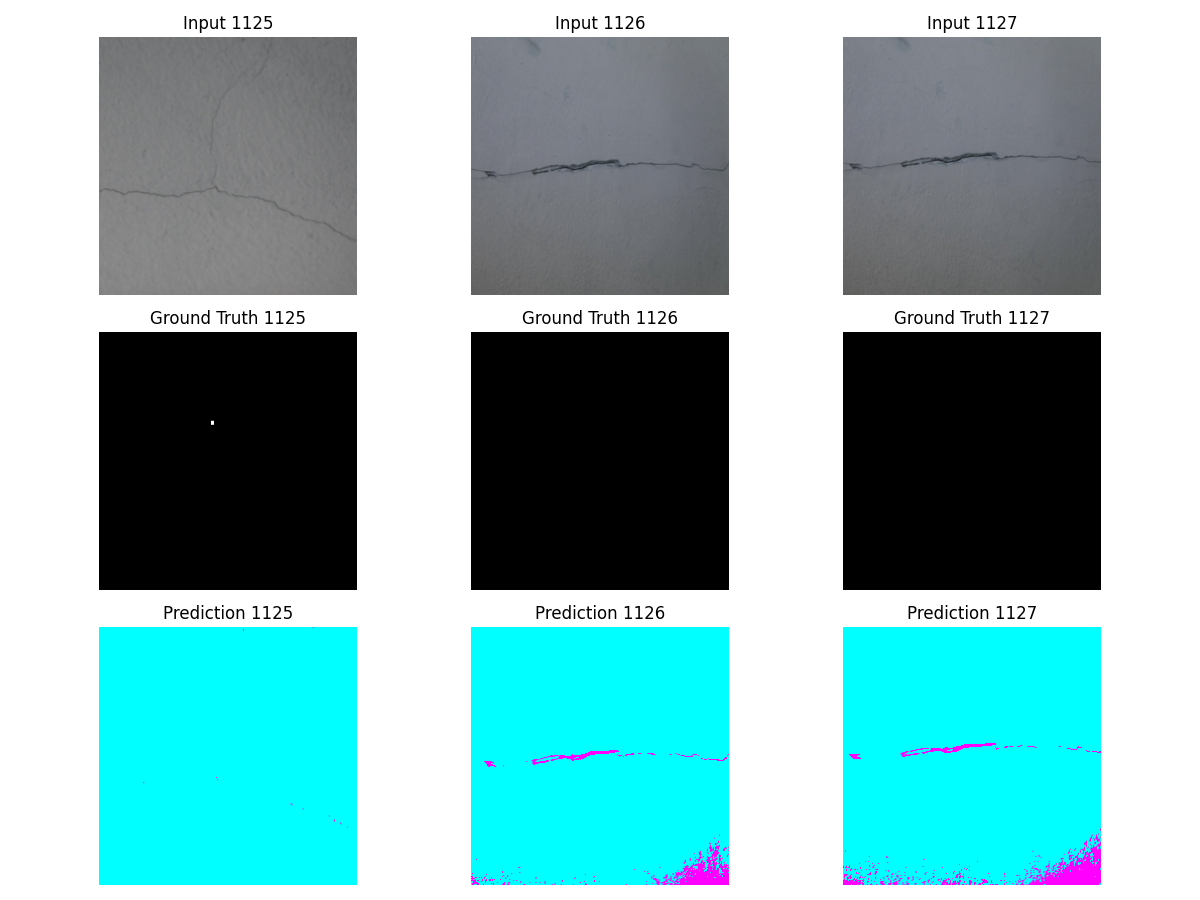 Input 1125
Input 1126
Input 1127
Ground Truth 1125
Ground Truth 1126
Ground Truth 1127
Prediction 1125
Prediction 1126
Prediction 1127